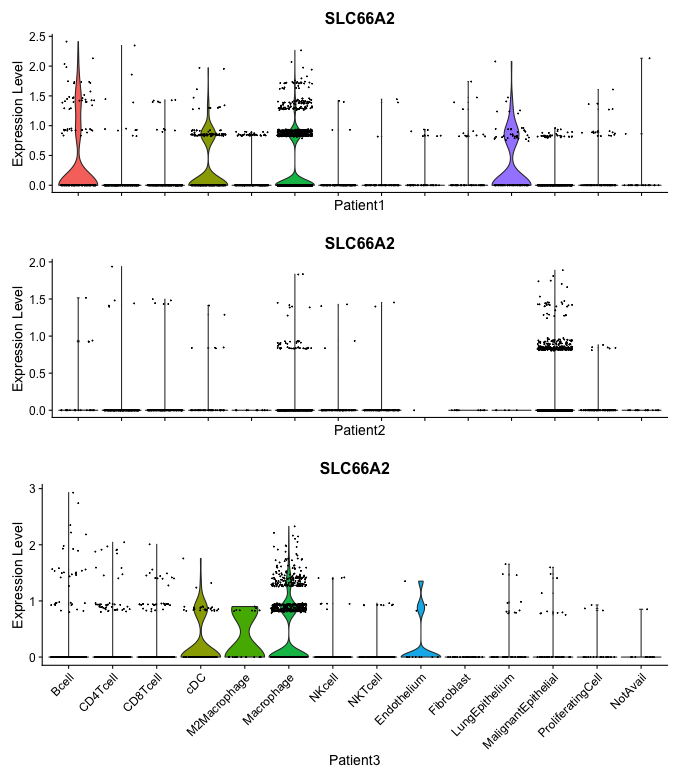 SLC66A2
Expression Level
2.5
2.0
1.5
1.0
0.5
0.0
Patient1
SLC66A2
Expression Level
2.0
1.5
1.0
0.5
0.0
Patient2
SLC66A2
Expression Level
3
2
1
0
Bcell
CD4Tcell
CD8Tcell
cDC
M2Macrophage
Macrophage
NKcell
NKTcell
Endothelium
Fibroblast
LungEpithelium
MalignantEpithelial
ProliferatingCell
NotAvail
Patient3